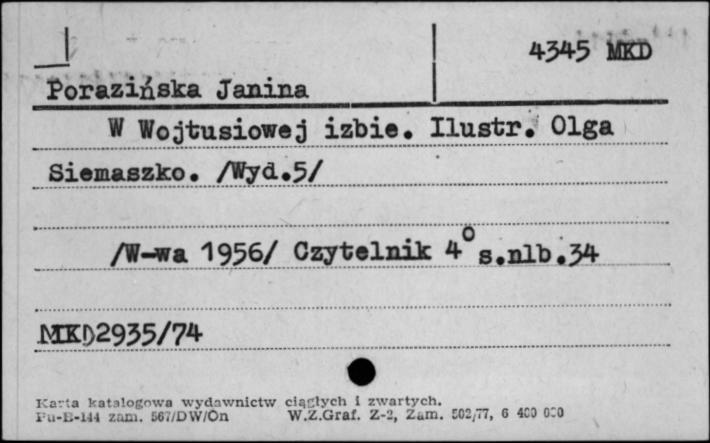 4345 MKD
Porazińska Janina
W Wojtusiowej izbie. Ilustr. Olga
Siemaszko. /Wyd.5/
/W-wa 1956/ Czytelnik 4° s.nlb.34
MKD2935/74
Karta katalogowa wydawnictw ciągłych i zwartych.
Pu-B-144 zam. 567/DW/On W.Z.Graf. Z-2, Zam. 502/77, 6 400 000